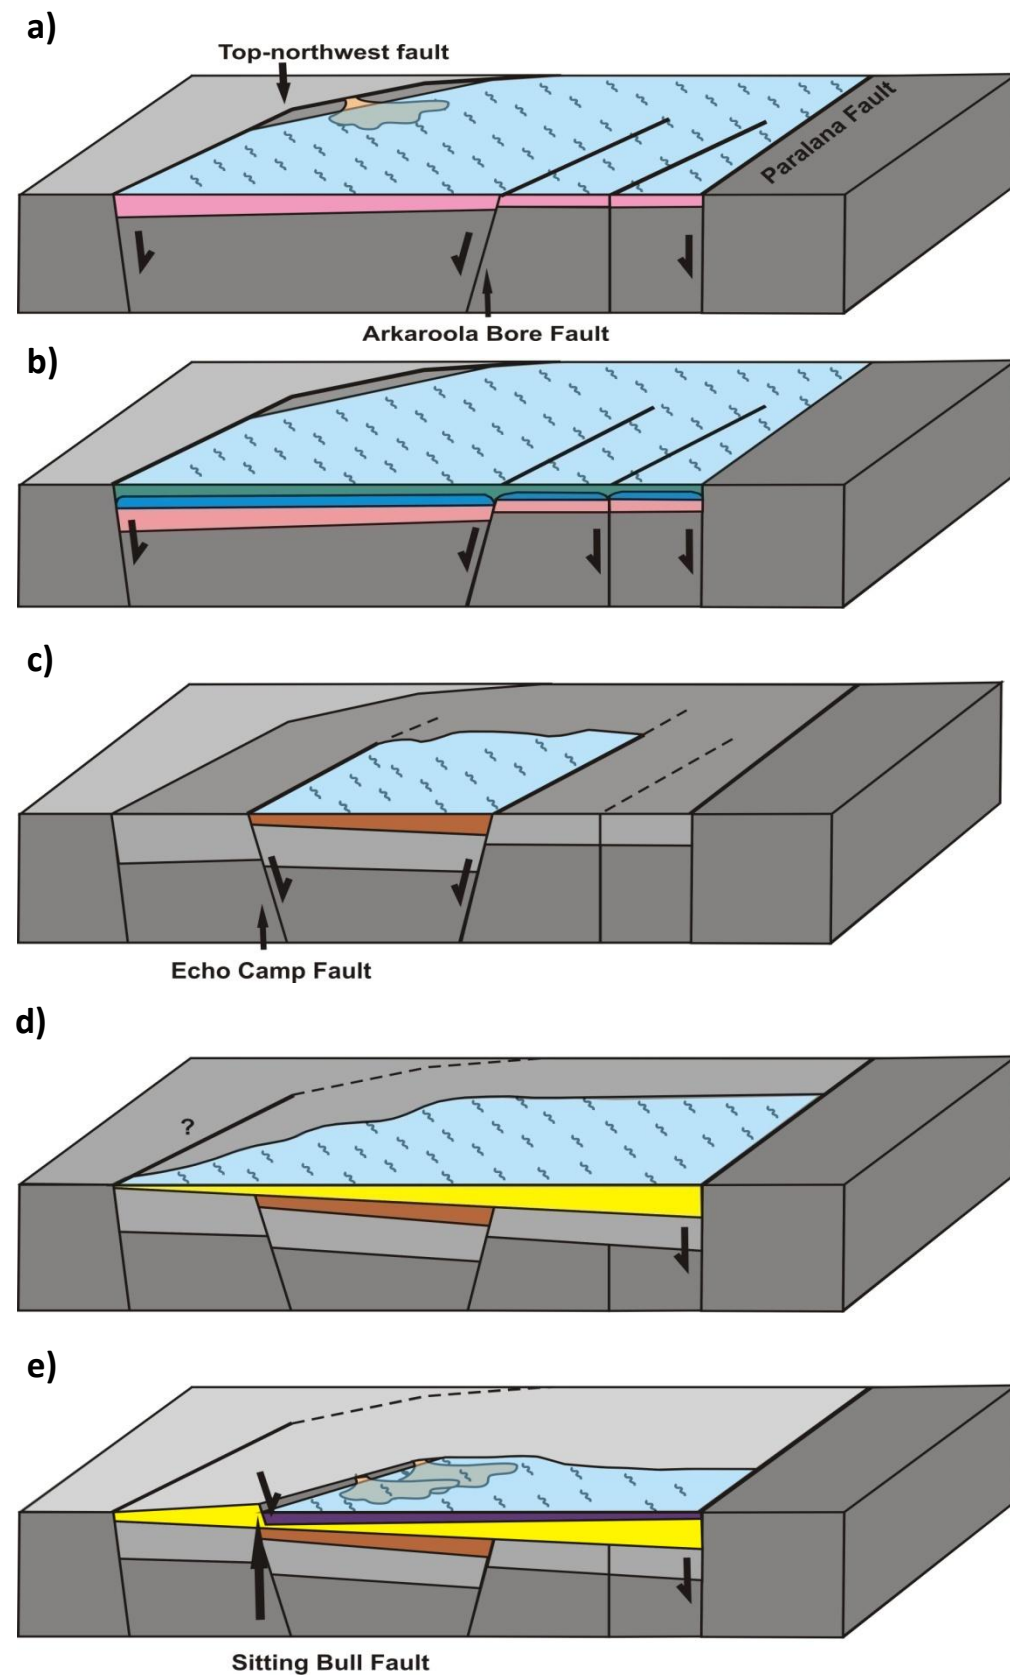 a)
Top-northwest fault
Paralana Fault
Arkaroola Bore Fault
b)
c)
Echo Camp Fault
d)
?
e)
Sitting Bull Fault